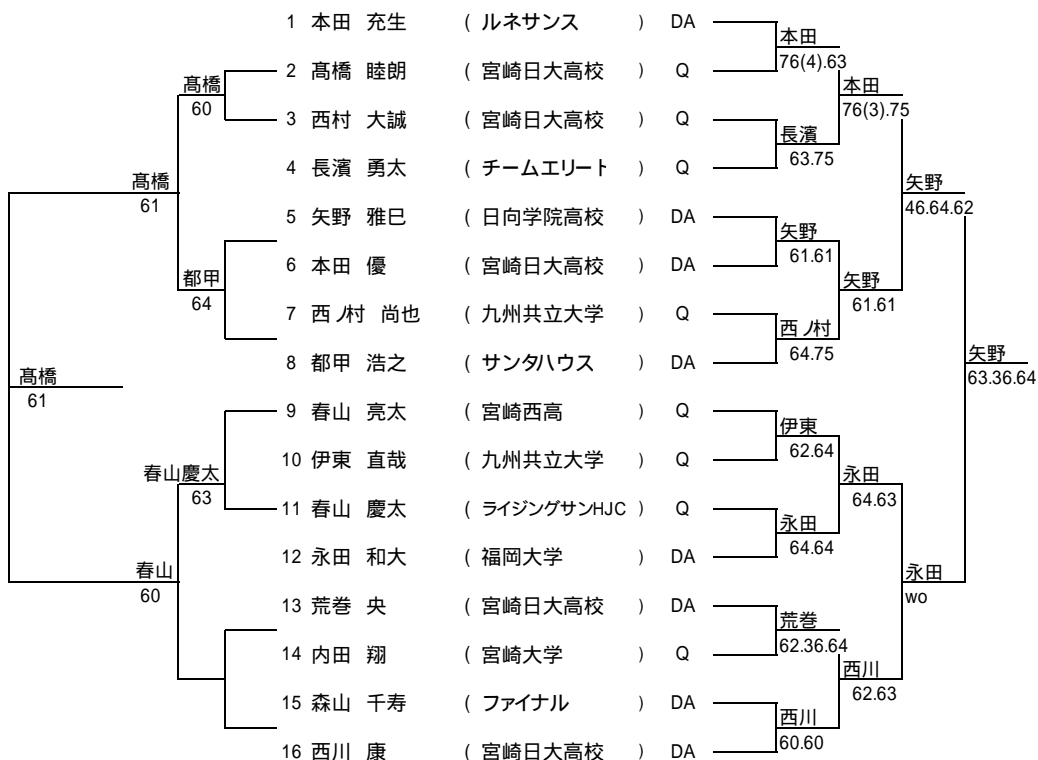 1 本田 充生 ( ルネサンス ) DA
本田
76(4).63
髙橋
60
2 髙橋 睦朗 ( 宮崎日大高校 ) Q
本田
76(3).75
3 西村 大誠 ( 宮崎日大高校 ) Q
長濱
63.75
4 長濱 勇太 ( チームエリート ) Q
髙橋
61
矢野
46.64.62
5 矢野 雅巳 ( 日向学院高校 ) DA
矢野
61.61
6 本田 優 ( 宮崎日大高校 ) DA
都甲
64
矢野
61.61
7 西ノ村 尚也 ( 九州共立大学 ) Q
西ノ村
64.75
8 都甲 浩之 ( サンタハウス ) DA
髙橋
61
矢野
63.36.64
9 春山 亮太 ( 宮崎西高 ) Q
伊東
62.64
10 伊東 直哉 ( 九州共立大学 ) Q
春山慶太
63
永田
64.63
11 春山 慶太 ( ライジングサンHJC ) Q
永田
64.64
12 永田 和大 ( 福岡大学 ) DA
春山
60
永田
wo
13 荒巻 央 ( 宮崎日大高校 ) DA
荒巻
62.36.64
14 内田 翔 ( 宮崎大学 ) Q
西川
62.63
15 森山 千寿 ( ファイナル ) DA
西川
60.60
16 西川 康 ( 宮崎日大高校 ) DA